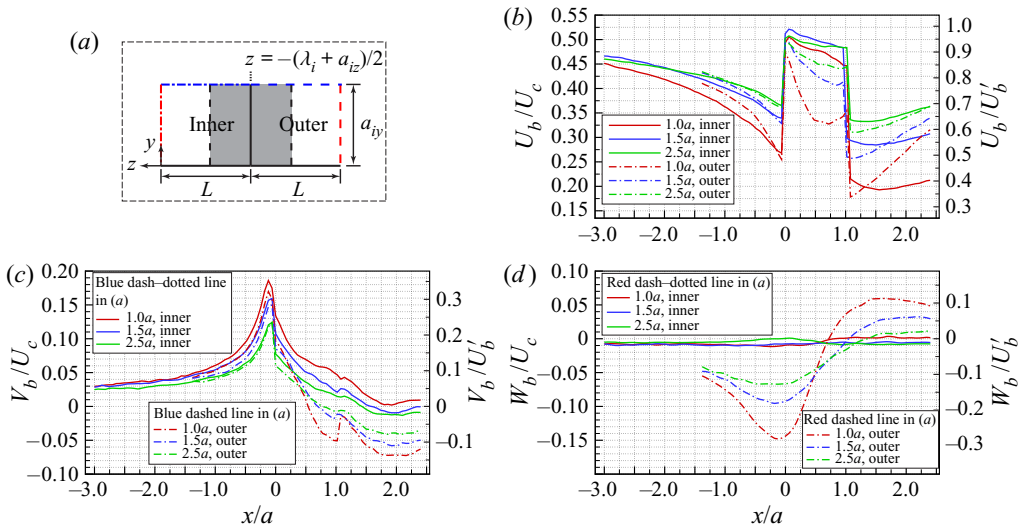 (a)
z = −(λi + aiz)/2
Inner
Outer
aiy
y
z
L
L
(b)
0.55
0.50
0.45
0.40
0.35
0.30
0.25
0.20
0.15
Ub/Uc
1.0
0.9
0.8
0.7
0.6
0.5
0.4
0.3
Ub/U′b
1.0a, inner
1.5a, inner
2.5a, inner
1.0a, outer
1.5a, outer
2.5a, outer
−3.0
−2.0
−1.0
0
1.0
2.0
(c)
0.20
0.15
0.10
0.05
0
−0.05
−0.10
Vb/Uc
0.3
0.2
0.1
0
−0.1
Vb/U′b
Blue dash–dotted line
in (a)
1.0a, inner
1.5a, inner
2.5a, inner
Blue dashed line in (a)
1.0a, outer
1.5a, outer
2.5a, outer
−3.0
−2.0
−1.0
0
1.0
2.0
x/a
(d)
0.10
0.05
0
−0.05
−0.10
−0.15
Wb/Uc
0.1
0
−0.1
−0.2
−0.3
Wb/U′b
Red dash–dotted line in (a)
1.0a, inner
1.5a, inner
2.5a, inner
Red dashed line in (a)
1.0a, outer
1.5a, outer
2.5a, outer
−3.0
−2.0
−1.0
0
1.0
2.0
x/a